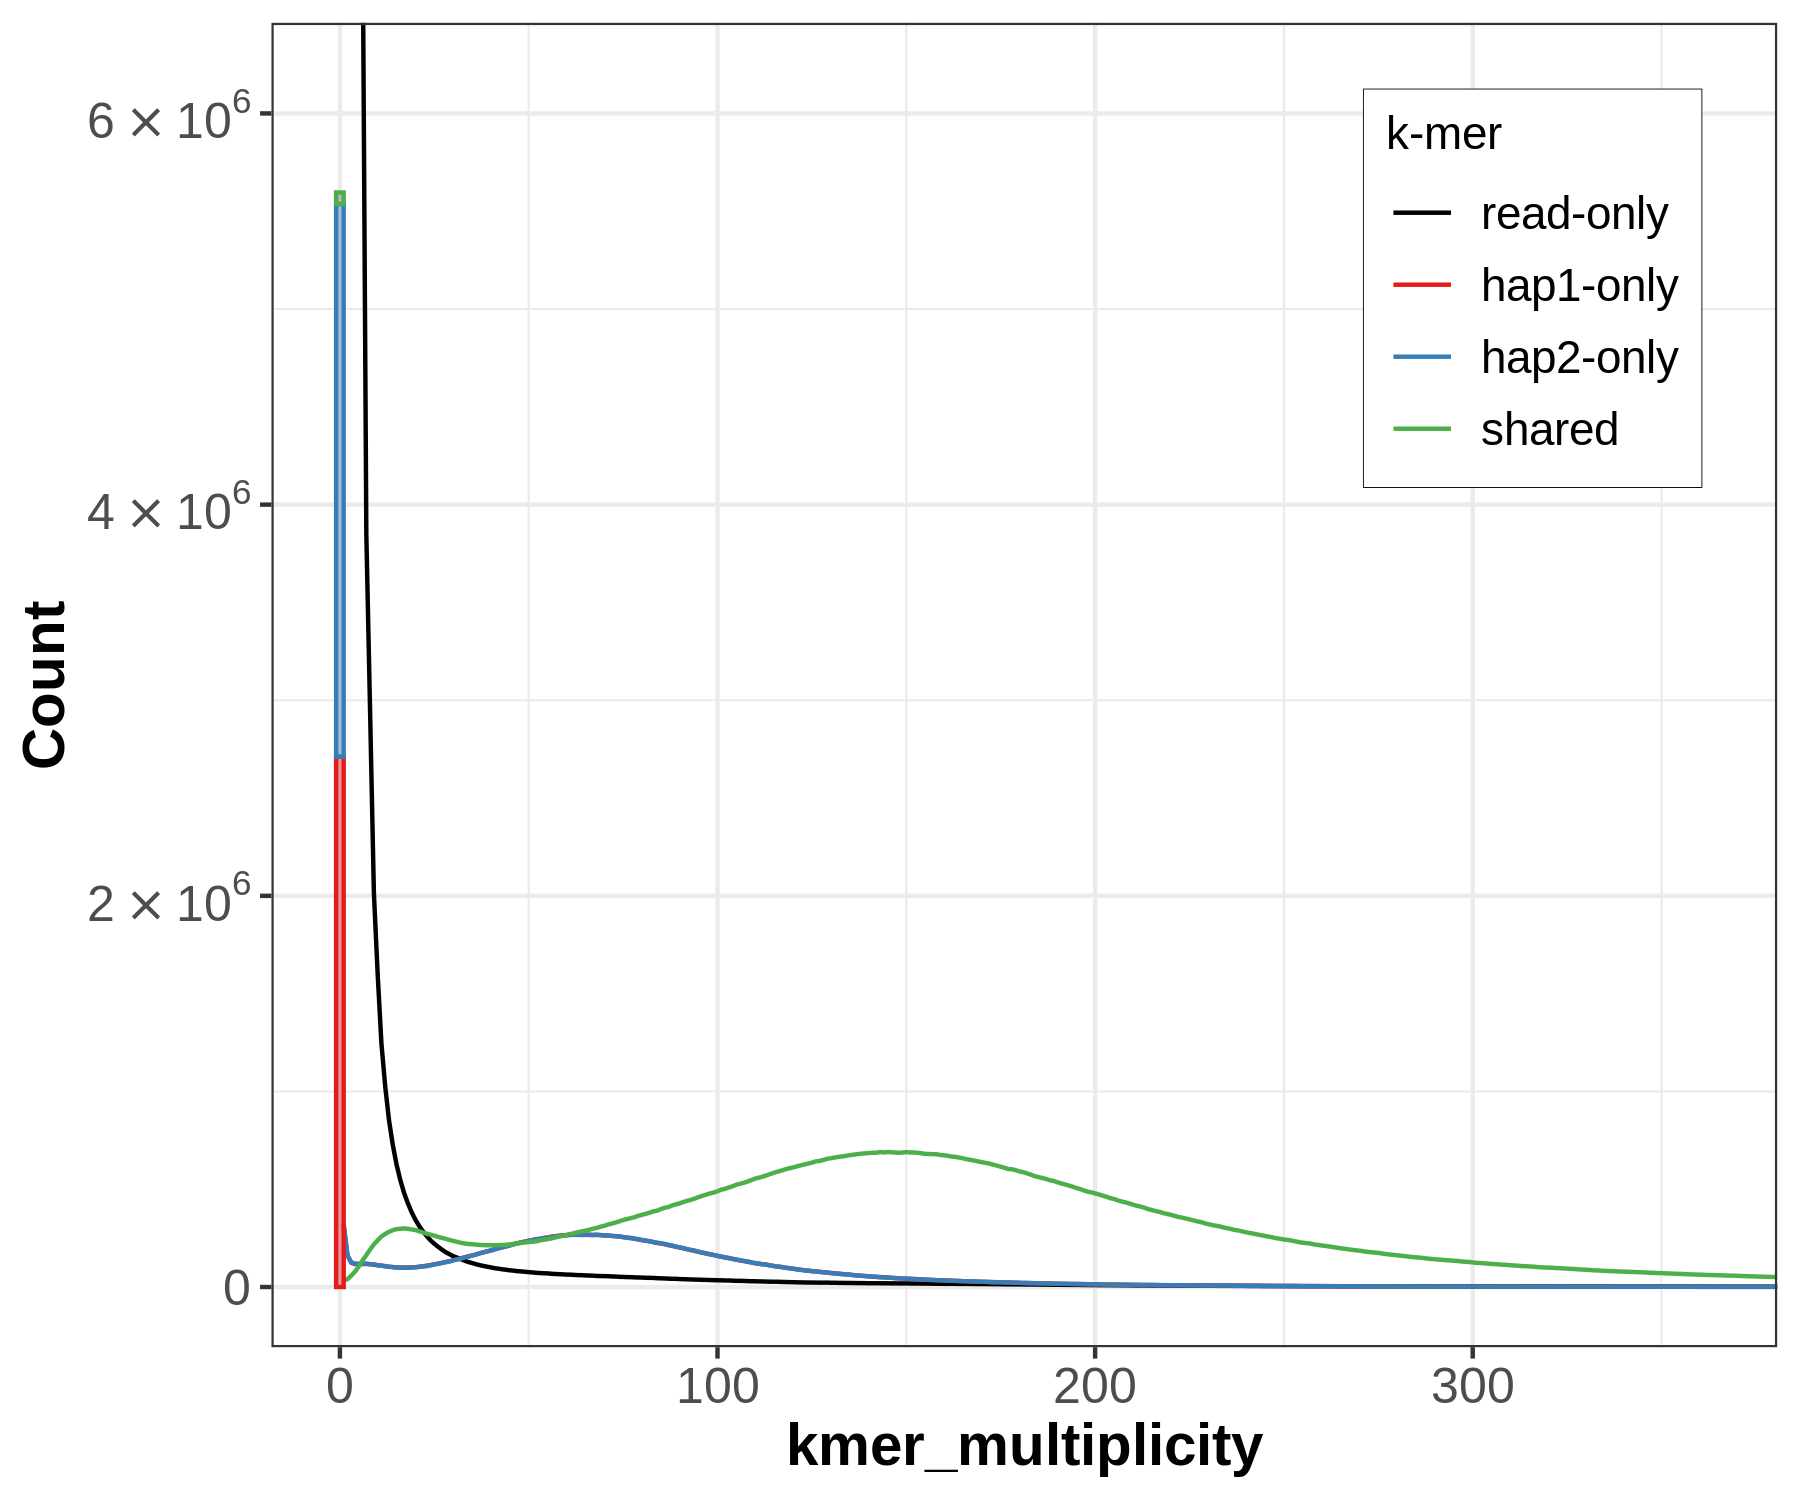 6 × 10⁶
4 × 10⁶
2 × 10⁶
0
Count
k-mer
read-only
hap1-only
hap2-only
shared
0 100 200 300
kmer_multiplicity